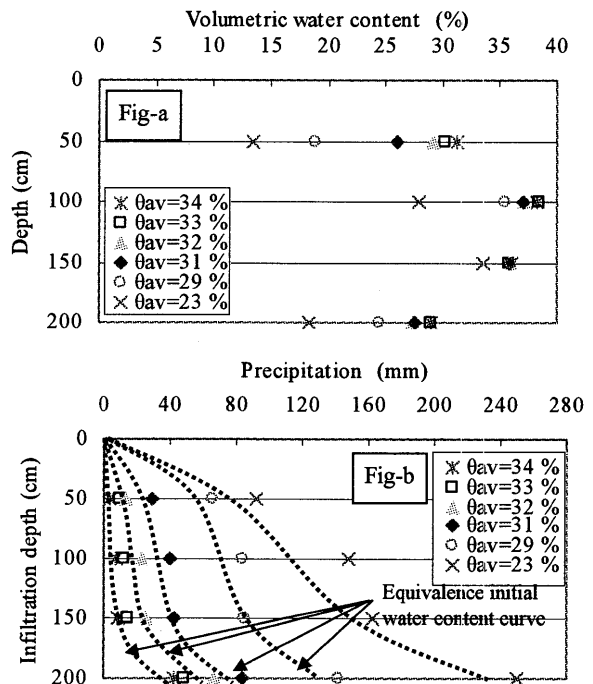 Volumetric water content (%)
0 5 10 15 20 25 30 35 40
Depth (cm)
0
50
100
150
200
Fig-a
θav=34 %
θav=33 %
θav=32 %
θav=31 %
θav=29 %
θav=23 %
Precipitation (mm)
0 40 80 120 160 200 240 280
Infiltration depth (cm)
0
50
100
150
200
Fig-b
θav=34 %
θav=33 %
θav=32 %
θav=31 %
θav=29 %
θav=23 %
Equivalence initial
water content curve